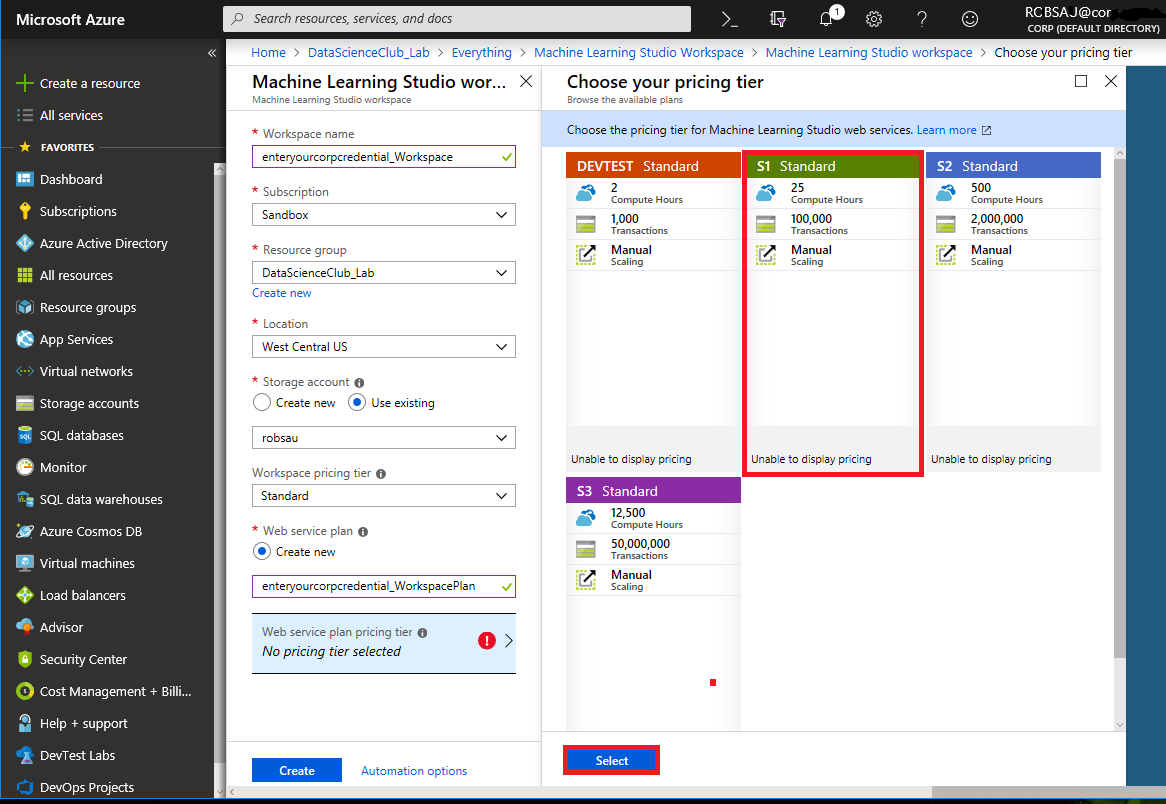 Microsoft Azure
Search resources, services, and docs
1
RCBSAJ@cor
CORP (DEFAULT DIRECTORY)
Home > DataScienceClub_Lab > Everything > Machine Learning Studio Workspace > Machine Learning Studio workspace > Choose your pricing tier
Create a resource
All services
FAVORITES
Dashboard
Subscriptions
Azure Active Directory
All resources
Resource groups
App Services
Virtual networks
Storage accounts
SQL databases
Monitor
SQL data warehouses
Azure Cosmos DB
Virtual machines
Load balancers
Advisor
Security Center
Cost Management + Billi...
Help + support
DevTest Labs
DevOps Projects
Machine Learning Studio wor...
Machine Learning Studio workspace
* Workspace name
enteryourcorpcredential_Workspace
* Subscription
Sandbox
* Resource group
DataScienceClub_Lab
Create new
* Location
West Central US
* Storage account
Create new Use existing
robsau
Workspace pricing tier
Standard
* Web service plan
Create new
enteryourcorpcredential_WorkspacePlan
Web service plan pricing tier
No pricing tier selected
Create Automation options
Choose your pricing tier
Browse the available plans
Choose the pricing tier for Machine Learning Studio web services. Learn more
DEVTEST Standard
2
Compute Hours
1,000
Transactions
Manual
Scaling
Unable to display pricing
S1 Standard
25
Compute Hours
100,000
Transactions
Manual
Scaling
Unable to display pricing
S2 Standard
500
Compute Hours
2,000,000
Transactions
Manual
Scaling
Unable to display pricing
S3 Standard
12,500
Compute Hours
50,000,000
Transactions
Manual
Scaling
Select